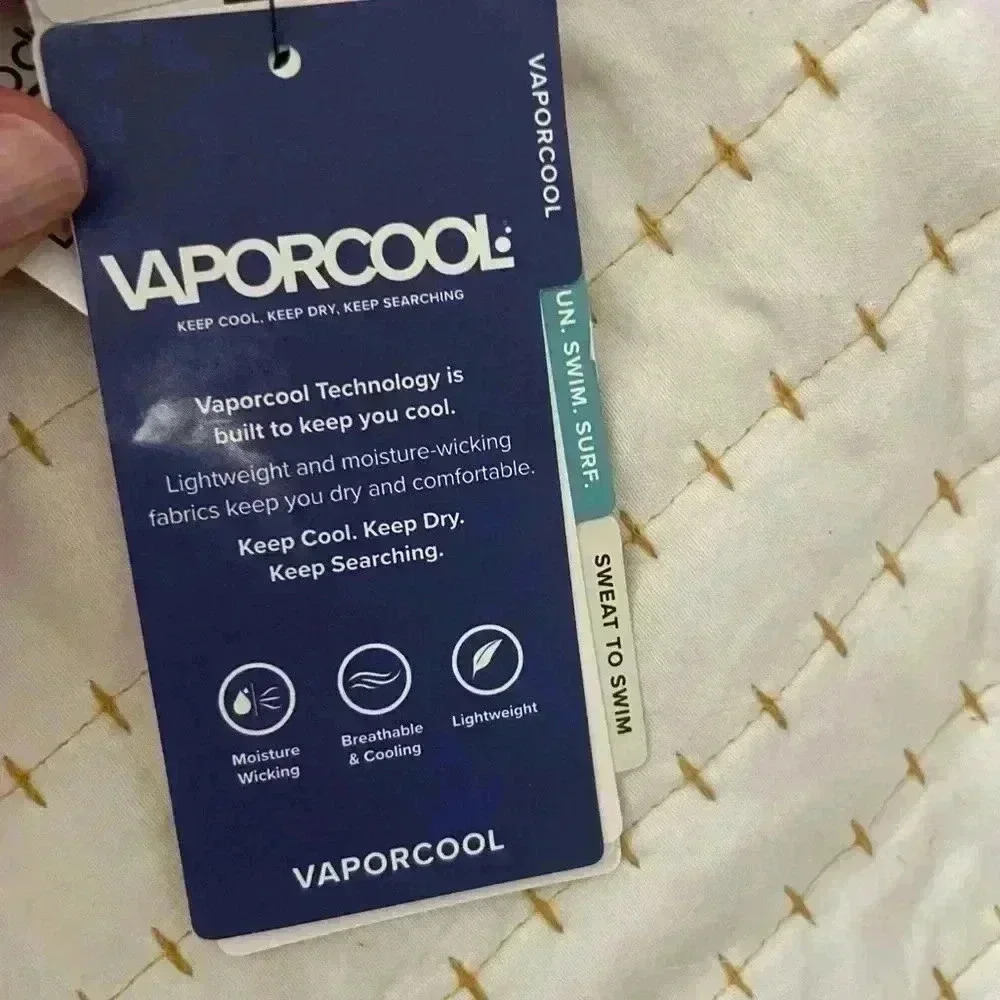 VAPORCOOL
VAPORCOOL
KEEP COOL, KEEP DRY, KEEP SEARCHING
Vaporcool Technology is
built to keep you cool.
Lightweight and moisture-wicking
fabrics keep you dry and comfortable.
Keep Cool. Keep Dry.
Keep Searching.
Moisture
Wicking
Breathable
& Cooling
Lightweight
VAPORCOOL
UN. SWIM. SURF.
SWEAT TO SWIM